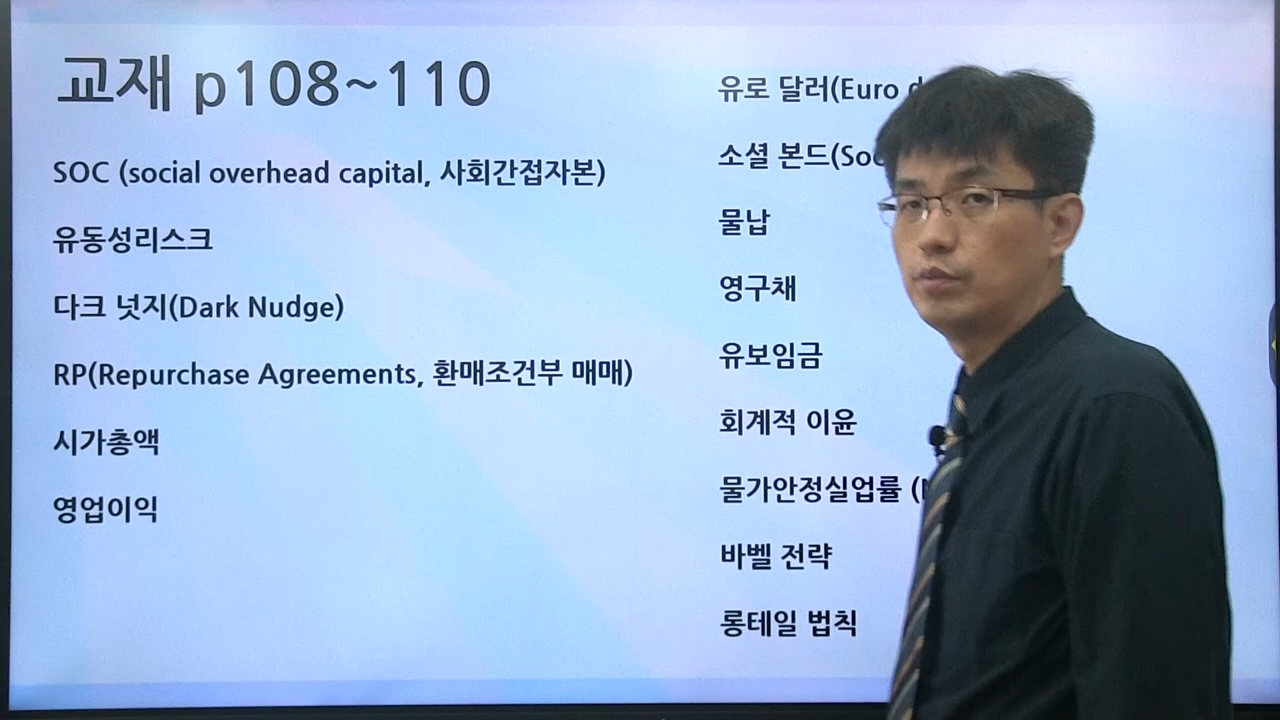 교재 p108~110
SOC (social overhead capital, 사회간접자본)
유동성리스크
다크 넛지(Dark Nudge)
RP(Repurchase Agreements, 환매조건부 매매)
시가총액
영업이익
유로 달러(Euro
소셜 본드(Soc
물납
영구채
유보임금
회계적 이윤
물가안정실업률 (
바벨 전략
롱테일 법칙